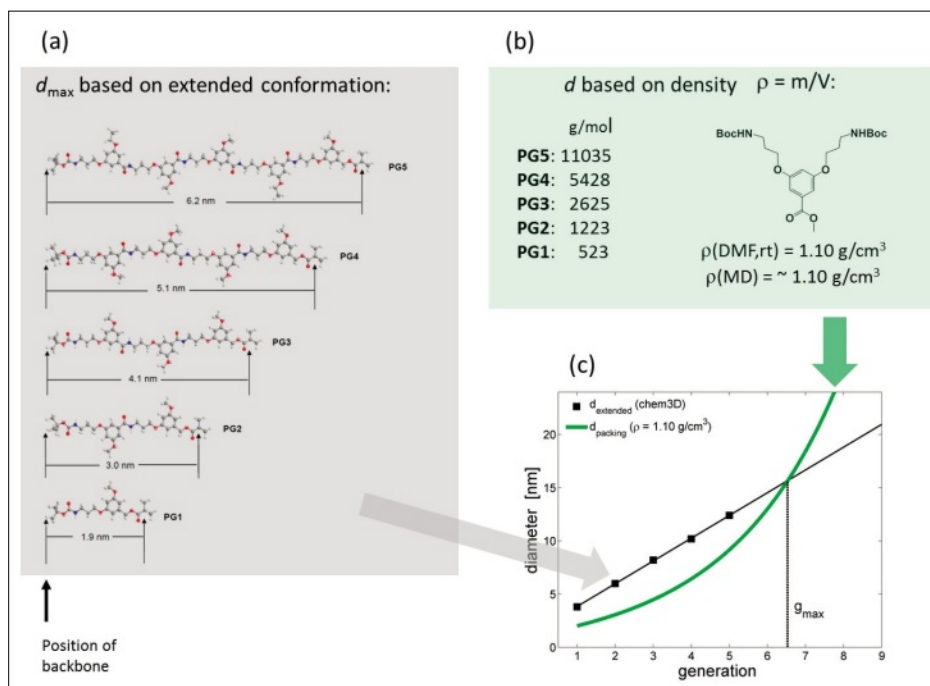 (a)
d_max based on extended conformation:
PG5
6.2 nm
PG4
5.1 nm
PG3
4.1 nm
PG2
3.0 nm
PG1
1.9 nm
Position of
backbone
(b)
d based on density ρ = m/V:
g/mol
PG5: 11035
PG4: 5428
PG3: 2625
PG2: 1223
PG1: 523
BocHN
NHBoc
O
O
O
O
ρ(DMF,rt) = 1.10 g/cm³
ρ(MD) = ~ 1.10 g/cm³
(c)
d_extended (chem3D)
d_packing (ρ = 1.10 g/cm³)
diameter [nm]
20
15
10
5
0
g_max
1 2 3 4 5 6 7 8 9
generation